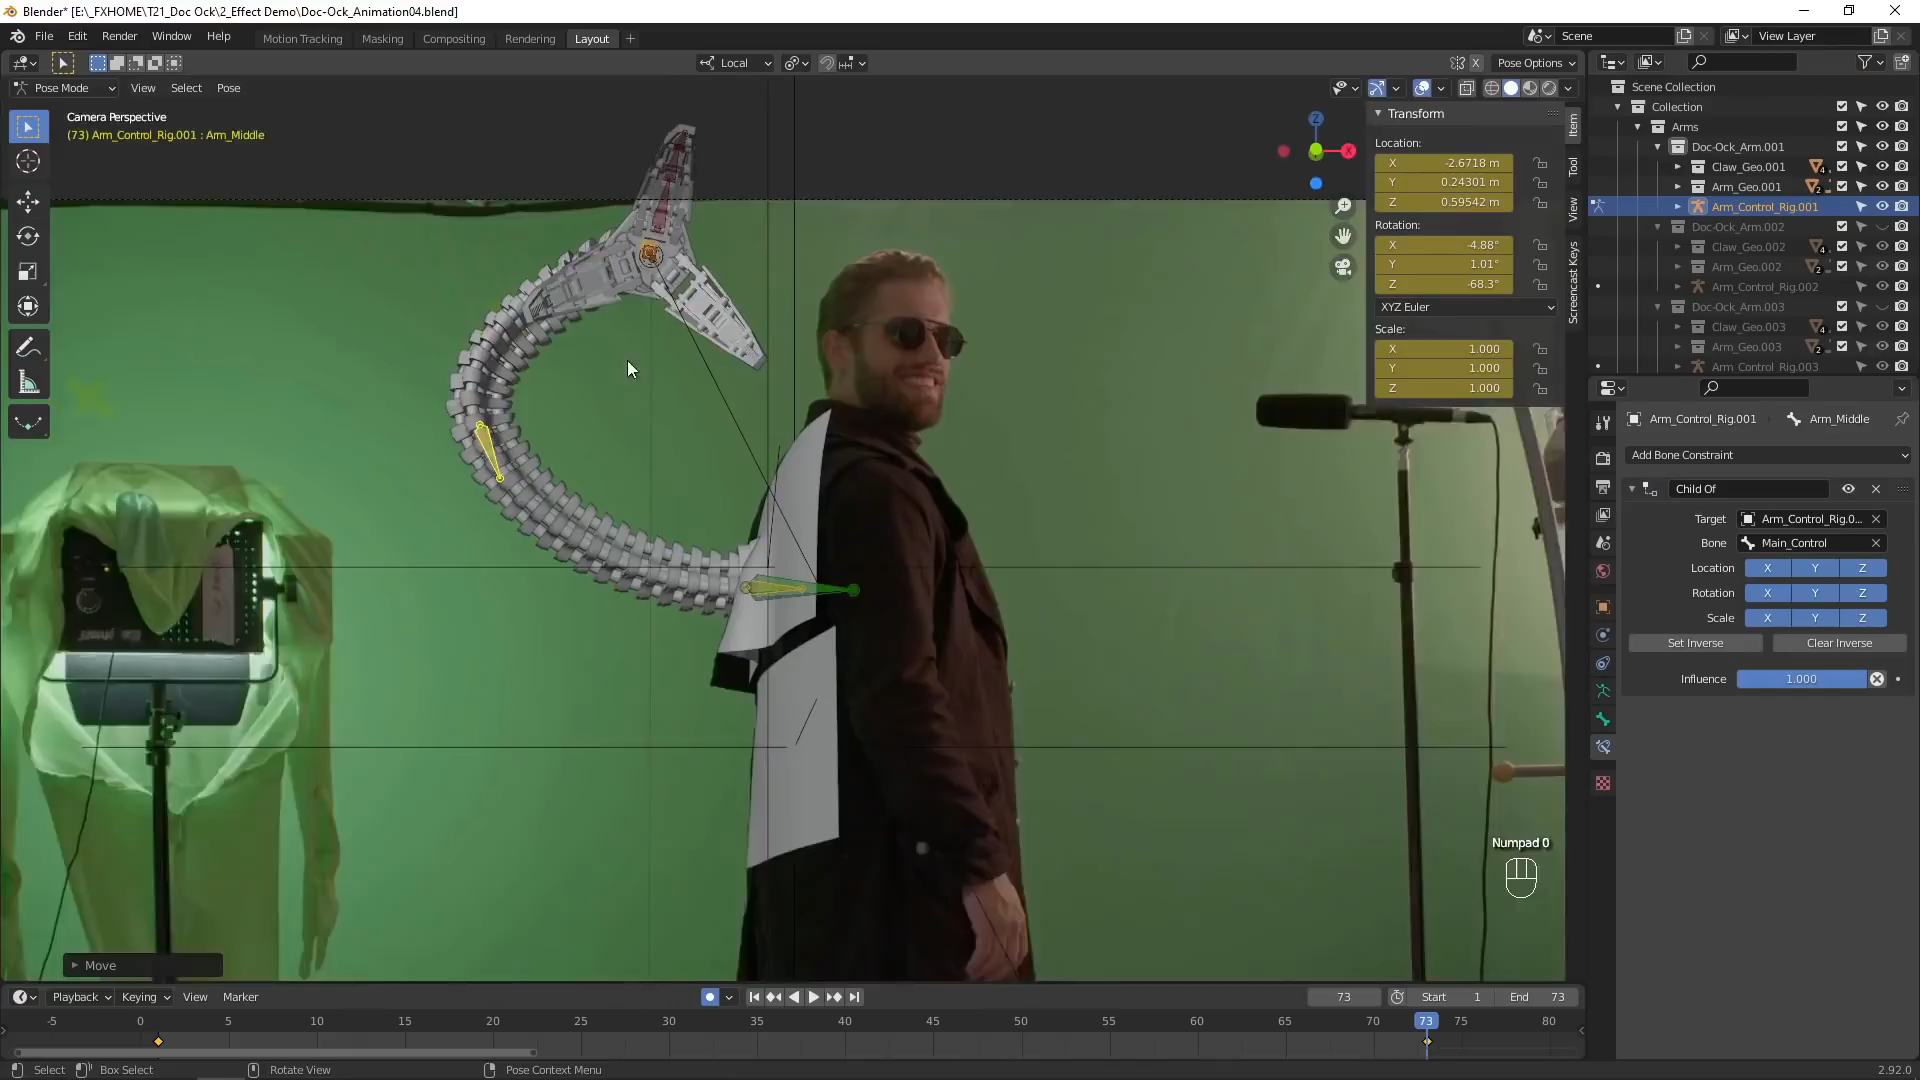 Blender* [E:\_FXHOME\T21_Doc Ock\2_Effect Demo\Doc-Ock_Animation04.blend]
File Edit Render Window Help Motion Tracking Masking Compositing Rendering Layout Scene View Layer
Local Pose Options
Pose Mode View Select Pose
Camera Perspective
(73) Arm_Control_Rig.001 : Arm_Middle
Move
Z
X
Transform
Location:
X -2.6718 m
Y 0.24301 m
Z 0.59542 m
Rotation:
X -4.88°
Y 1.01°
Z -68.3°
XYZ Euler
Scale:
X 1.000
Y 1.000
Z 1.000
Item
Tool
View
Screencast Keys
Numpad 0
Scene Collection
Collection
Arms
Doc-Ock_Arm.001
Claw_Geo.001 4
Arm_Geo.001 2
Arm_Control_Rig.001
Doc-Ock_Arm.002
Claw_Geo.002 4
Arm_Geo.002 2
Arm_Control_Rig.002
Doc-Ock_Arm.003
Claw_Geo.003 4
Arm_Geo.003 2
Arm_Control_Rig.003
Arm_Control_Rig.001 Arm_Middle
Add Bone Constraint
Child Of
Target Arm_Control_Rig.0...
Bone Main_Control
Location X Y Z
Rotation X Y Z
Scale X Y Z
Set Inverse Clear Inverse
Influence 1.000
Playback Keying View Marker 73 Start 1 End 73
-5 0 5 10 15 20 25 30 35 40 45 50 55 60 65 70 73 75 80
Select Box Select Rotate View Pose Context Menu 2.92.0